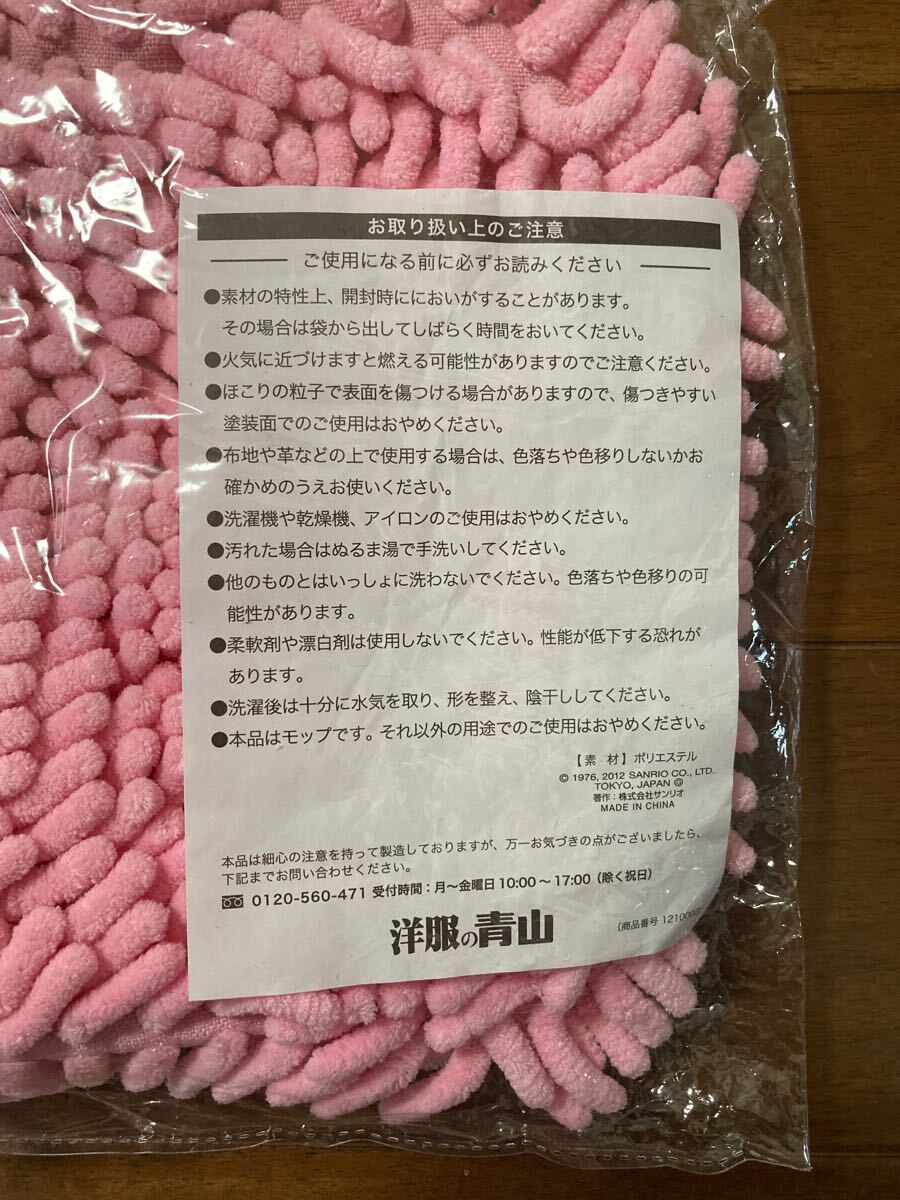 お取り扱い上のご注意
ご使用になる前に必ずお読みください
●素材の特性上、開封時ににおいがすることがあります。
その場合は袋から出してしばらく時間をおいてください。
●火気に近づけますと燃える可能性がありますのでご注意ください。
●ほこりの粒子で表面を傷つける場合がありますので、傷つきやすい
塗装面でのご使用はおやめください。
●布地や革などの上で使用する場合は、色落ちや色移りしないかお
確かめのうえお使いください。
●洗濯機や乾燥機、アイロンのご使用はおやめください。
●汚れた場合はぬるま湯で手洗いしてください。
●他のものとはいっしょに洗わないでください。色落ちや色移りの可
能性があります。
●柔軟剤や漂白剤は使用しないでください。性能が低下する恐れが
あります。
●洗濯後は十分に水気を取り、形を整え、陰干ししてください。
●本品はモップです。それ以外の用途でのご使用はおやめください。
【素 材】ポリエステル
© 1976, 2012 SANRIO CO., LTD.
TOKYO, JAPAN Ⓛ
著作：株式会社サンリオ
MADE IN CHINA
本品は細心の注意を持って製造しておりますが、万一お気づきの点がございましたら、
下記までお問い合わせください。
0120-560-471 受付時間：月〜金曜日 10:00 〜 17:00（除く祝日）
洋服の青山
（商品番号